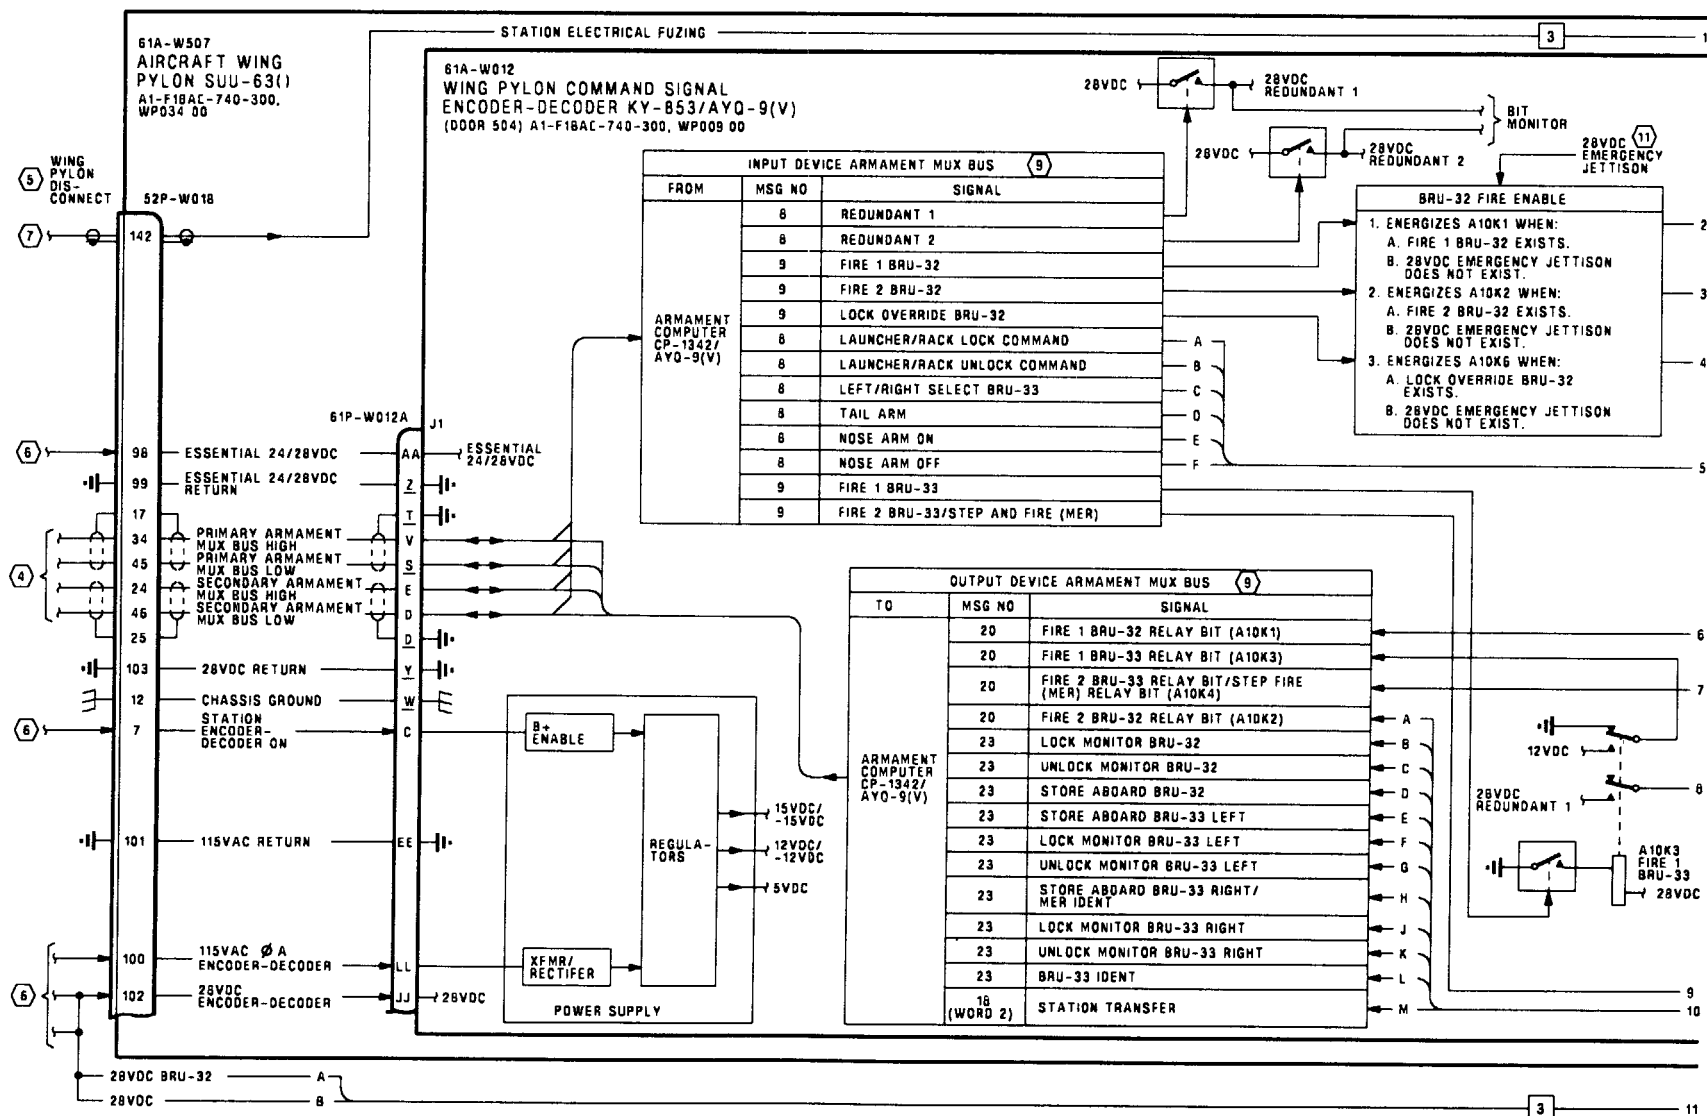 STATION ELECTRICAL FUZING
3
1
61A-W507
AIRCRAFT WING
PYLON SUU-63()
A1-F18AC-740-300,
WP034 00
61A-W012
WING PYLON COMMAND SIGNAL
ENCODER-DECODER KY-853/AYQ-9(V)
(DOOR 504) A1-F18AC-740-300, WP009 00
28VDC
28VDC
REDUNDANT 1
28VDC
28VDC
REDUNDANT 2
BIT
MONITOR
28VDC
EMERGENCY
JETTISON
11
5
WING
PYLON
DIS-
CONNECT
52P-W018
7
142
INPUT DEVICE ARMAMENT MUX BUS
9
FROM
MSG NO
SIGNAL
ARMAMENT
COMPUTER
CP-1342/
AYQ-9(V)
8 REDUNDANT 1
8 REDUNDANT 2
9 FIRE 1 BRU-32
9 FIRE 2 BRU-32
9 LOCK OVERRIDE BRU-32
8 LAUNCHER/RACK LOCK COMMAND A
8 LAUNCHER/RACK UNLOCK COMMAND B
8 LEFT/RIGHT SELECT BRU-33 C
8 TAIL ARM D
8 NOSE ARM ON E
8 NOSE ARM OFF F
9 FIRE 1 BRU-33
9 FIRE 2 BRU-33/STEP AND FIRE (MER)
BRU-32 FIRE ENABLE
1. ENERGIZES A10K1 WHEN:
A. FIRE 1 BRU-32 EXISTS.
B. 28VDC EMERGENCY JETTISON
DOES NOT EXIST.
2. ENERGIZES A10K2 WHEN:
A. FIRE 2 BRU-32 EXISTS.
B. 28VDC EMERGENCY JETTISON
DOES NOT EXIST.
3. ENERGIZES A10K6 WHEN:
A. LOCK OVERRIDE BRU-32
EXISTS.
B. 28VDC EMERGENCY JETTISON
DOES NOT EXIST.
2
3
4
5
61P-W012A
J1
6
98 ESSENTIAL 24/28VDC AA
ESSENTIAL
24/28VDC
99 ESSENTIAL 24/28VDC
RETURN
Z
17
T
4
34 PRIMARY ARMAMENT
MUX BUS HIGH
V
45 PRIMARY ARMAMENT
MUX BUS LOW
S
24 SECONDARY ARMAMENT
MUX BUS HIGH
E
46 SECONDARY ARMAMENT
MUX BUS LOW
D
25
D
103 28VDC RETURN Y
12 CHASSIS GROUND W
6
7 STATION
ENCODER-
DECODER ON
C
101 115VAC RETURN EE
6
100 115VAC Ø A
ENCODER-DECODER
LL
102 28VDC
ENCODER-DECODER
JJ
28VDC
B+
ENABLE
REGULA-
TORS
XFMR/
RECTIFER
POWER SUPPLY
15VDC/
-15VDC
12VDC/
-12VDC
5VDC
OUTPUT DEVICE ARMAMENT MUX BUS
9
TO
MSG NO
SIGNAL
ARMAMENT
COMPUTER
CP-1342/
AYQ-9(V)
20 FIRE 1 BRU-32 RELAY BIT (A10K1)
20 FIRE 1 BRU-33 RELAY BIT (A10K3)
20 FIRE 2 BRU-33 RELAY BIT/STEP FIRE
(MER) RELAY BIT (A10K4)
20 FIRE 2 BRU-32 RELAY BIT (A10K2) A
23 LOCK MONITOR BRU-32 B
23 UNLOCK MONITOR BRU-32 C
23 STORE ABOARD BRU-32 D
23 STORE ABOARD BRU-33 LEFT E
23 LOCK MONITOR BRU-33 LEFT F
23 UNLOCK MONITOR BRU-33 LEFT G
23 STORE ABOARD BRU-33 RIGHT/
MER IDENT
H
23 LOCK MONITOR BRU-33 RIGHT J
23 UNLOCK MONITOR BRU-33 RIGHT K
23 BRU-33 IDENT L
18
(WORD 2)
STATION TRANSFER M
6
7
12VDC
28VDC
REDUNDANT 1
8
A10K3
FIRE 1
BRU-33
28VDC
9
10
28VDC BRU-32 A
28VDC B
3
11